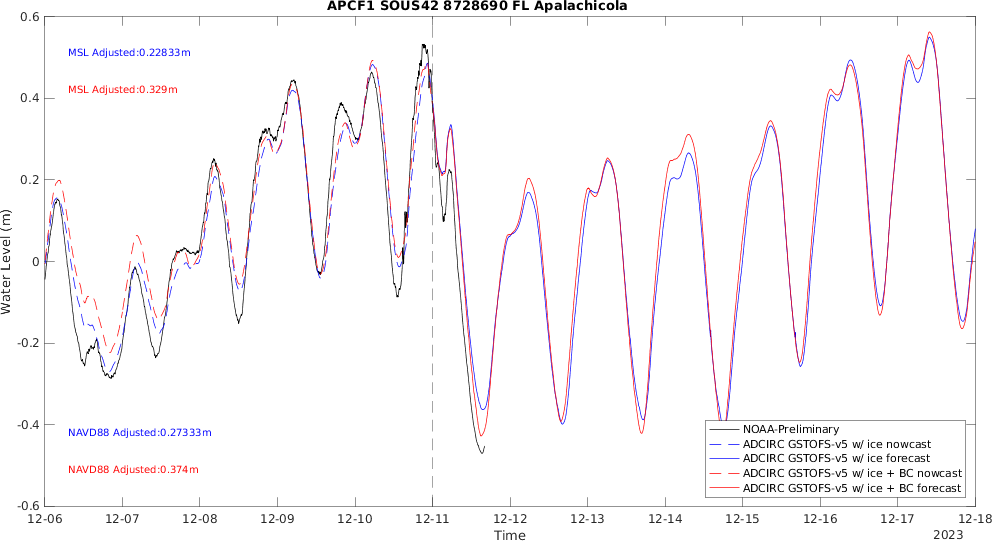 APCF1 SOUS42 8728690 FL Apalachicola
0.6
0.4
0.2
0
-0.2
-0.4
-0.6
Water Level (m)
MSL Adjusted:0.22833m
MSL Adjusted:0.329m
NAVD88 Adjusted:0.27333m
NAVD88 Adjusted:0.374m
NOAA-Preliminary
ADCIRC GSTOFS-v5 w/ ice nowcast
ADCIRC GSTOFS-v5 w/ ice forecast
ADCIRC GSTOFS-v5 w/ ice + BC nowcast
ADCIRC GSTOFS-v5 w/ ice + BC forecast
12-06 12-07 12-08 12-09 12-10 12-11 12-12 12-13 12-14 12-15 12-16 12-17 12-18
Time
2023